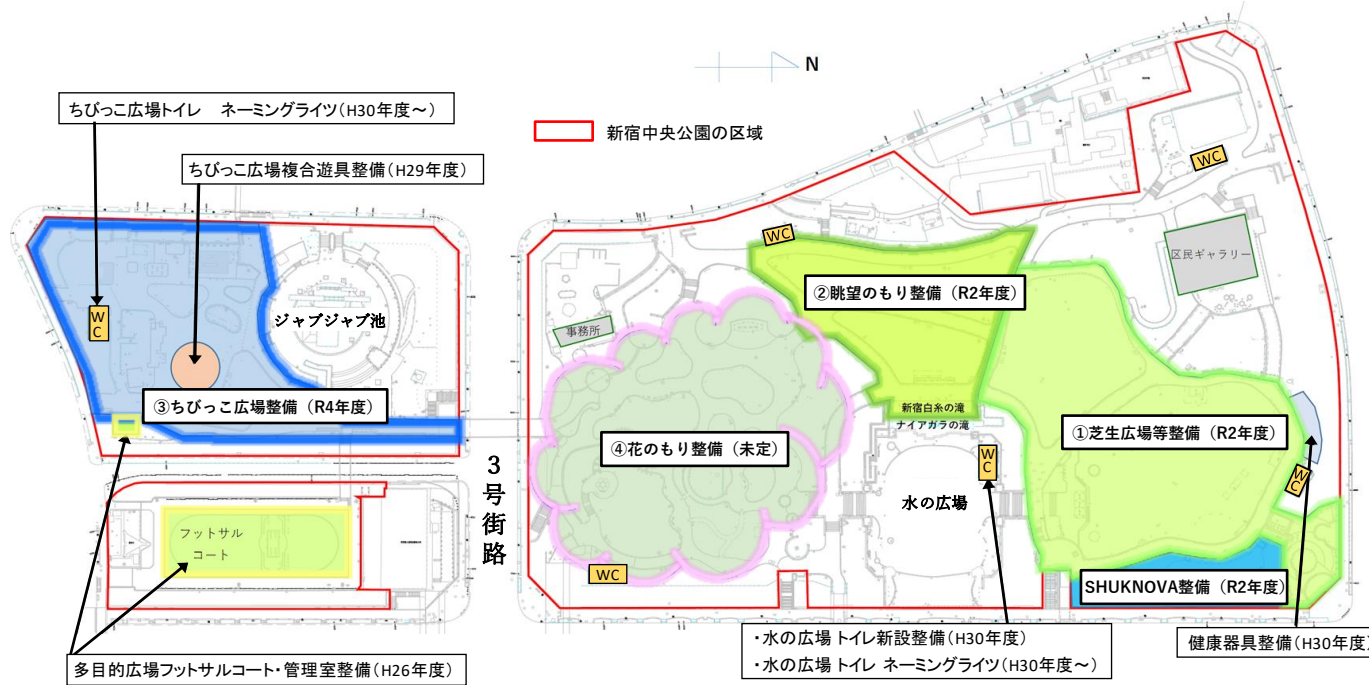 N
新宿中央公園の区域
ちびっこ広場トイレ　ネーミングライツ(H30年度～)
ちびっこ広場複合遊具整備(H29年度)
WC
ジャブジャブ池
③ちびっこ広場整備（R4年度）
フットサル
コート
多目的広場フットサルコート・管理室整備(H26年度)
3号街路
事務所
WC
WC
区民ギャラリー
②眺望のもり整備（R2年度）
新宿白糸の滝
ナイアガラの滝
①芝生広場等整備（R2年度）
④花のもり整備（未定）
WC
水の広場
WC
WC
SHUKNOVA整備（R2年度）
・水の広場 トイレ新設整備(H30年度)
・水の広場 トイレ ネーミングライツ(H30年度～)
健康器具整備(H30年度)